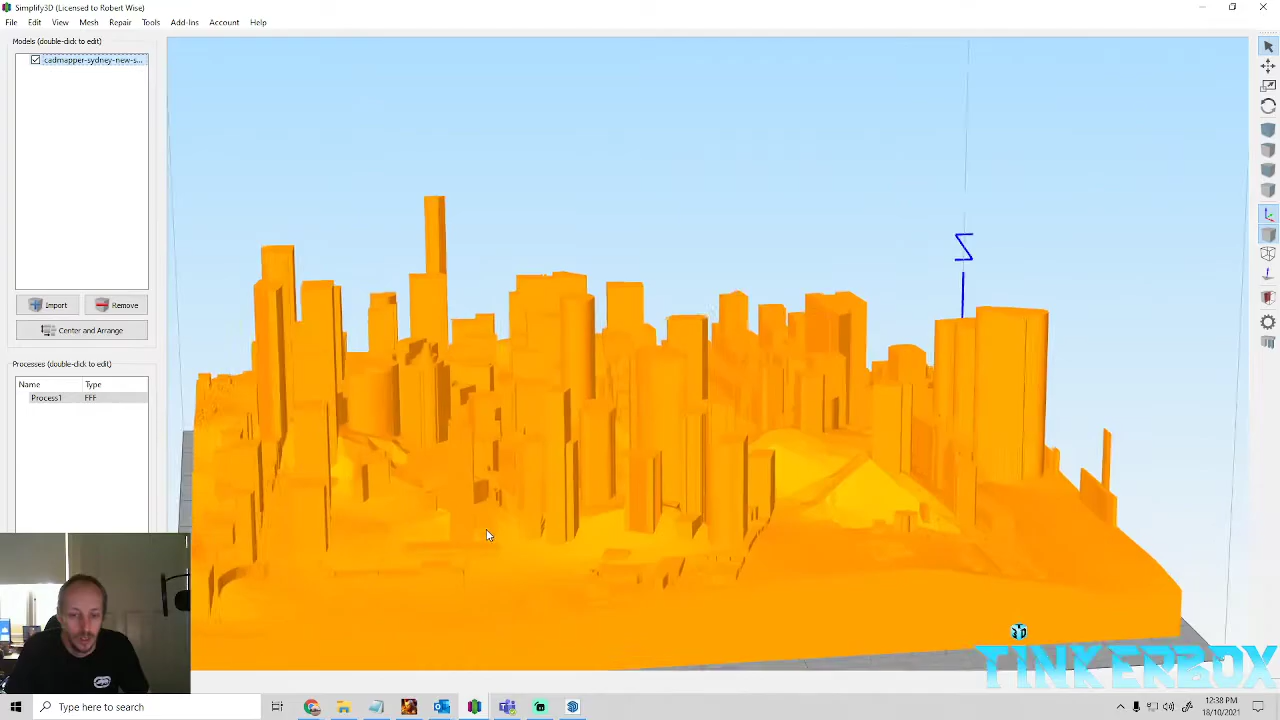 Simplify3D (Licensed to Robert Wise)
File Edit View Mesh Repair Tools Add-Ins Account Help
Models (double-click to edit)
cadmapper-sydney-new-s...
Import Remove
Center and Arrange
Processes (double-click to edit)
Name Type
Process1 FFF
Z
TINKERBOX
Type here to search
12:38 PM
18/10/2021